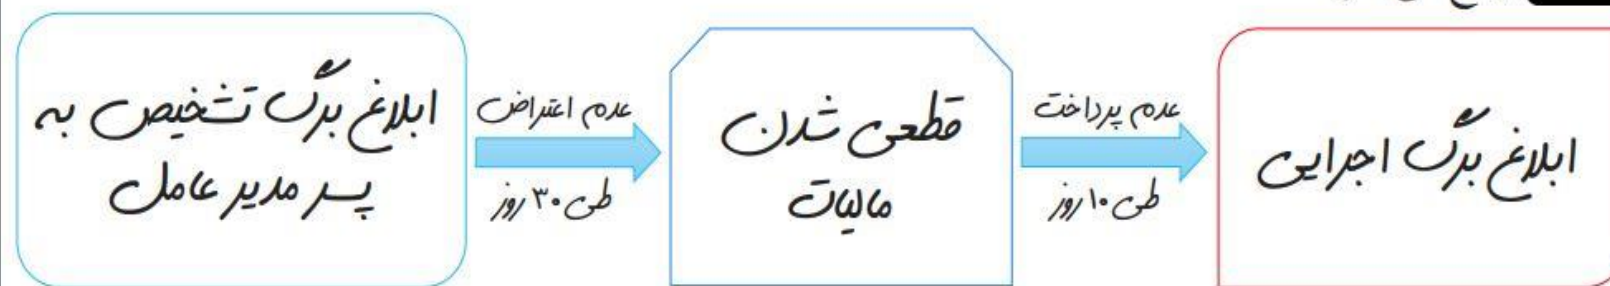 ابلاغ برگ تشخیص به
پسر مدیر عامل
عدم اعتراض
طی ۳۰ روز
قطعی شدن
مالیات
عدم پرداخت
طی ۱۰ روز
ابلاغ برگ اجرایی